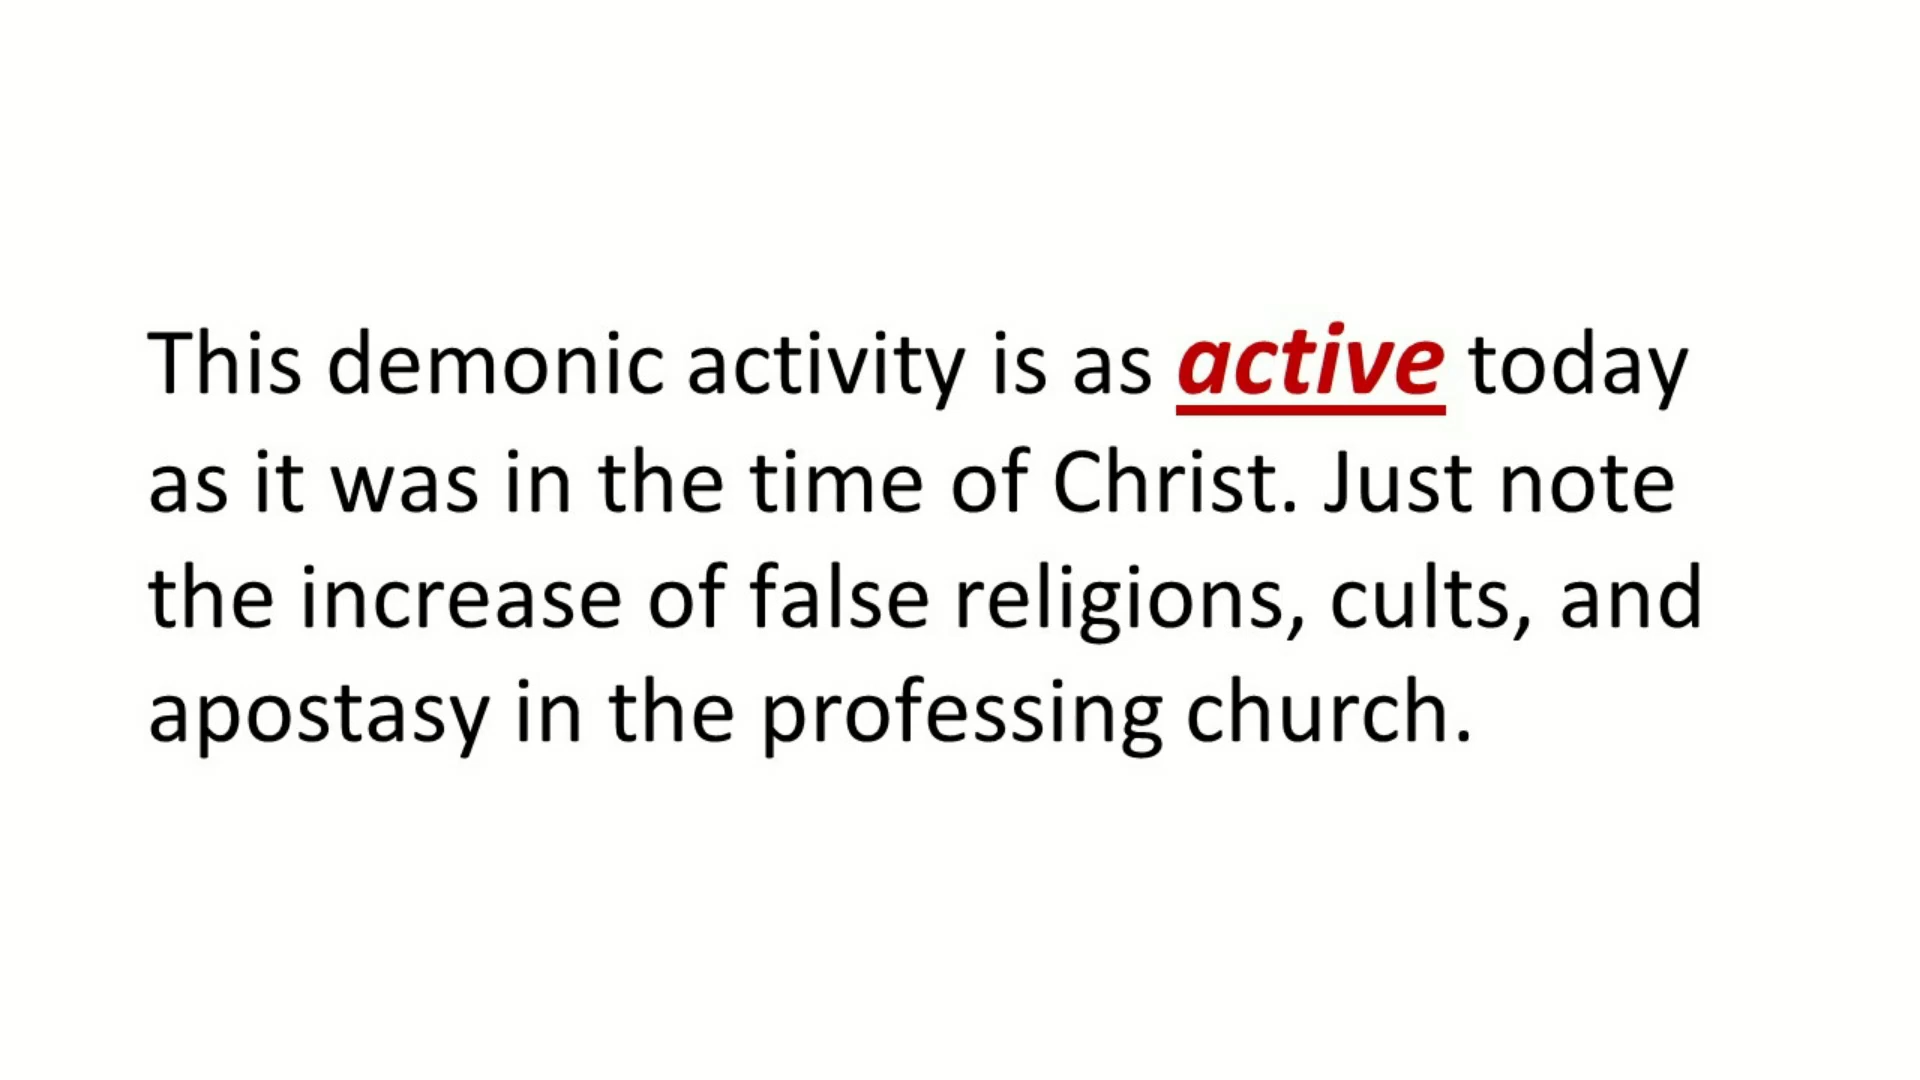 This demonic activity is as active today
as it was in the time of Christ. Just note
the increase of false religions, cults, and
apostasy in the professing church.